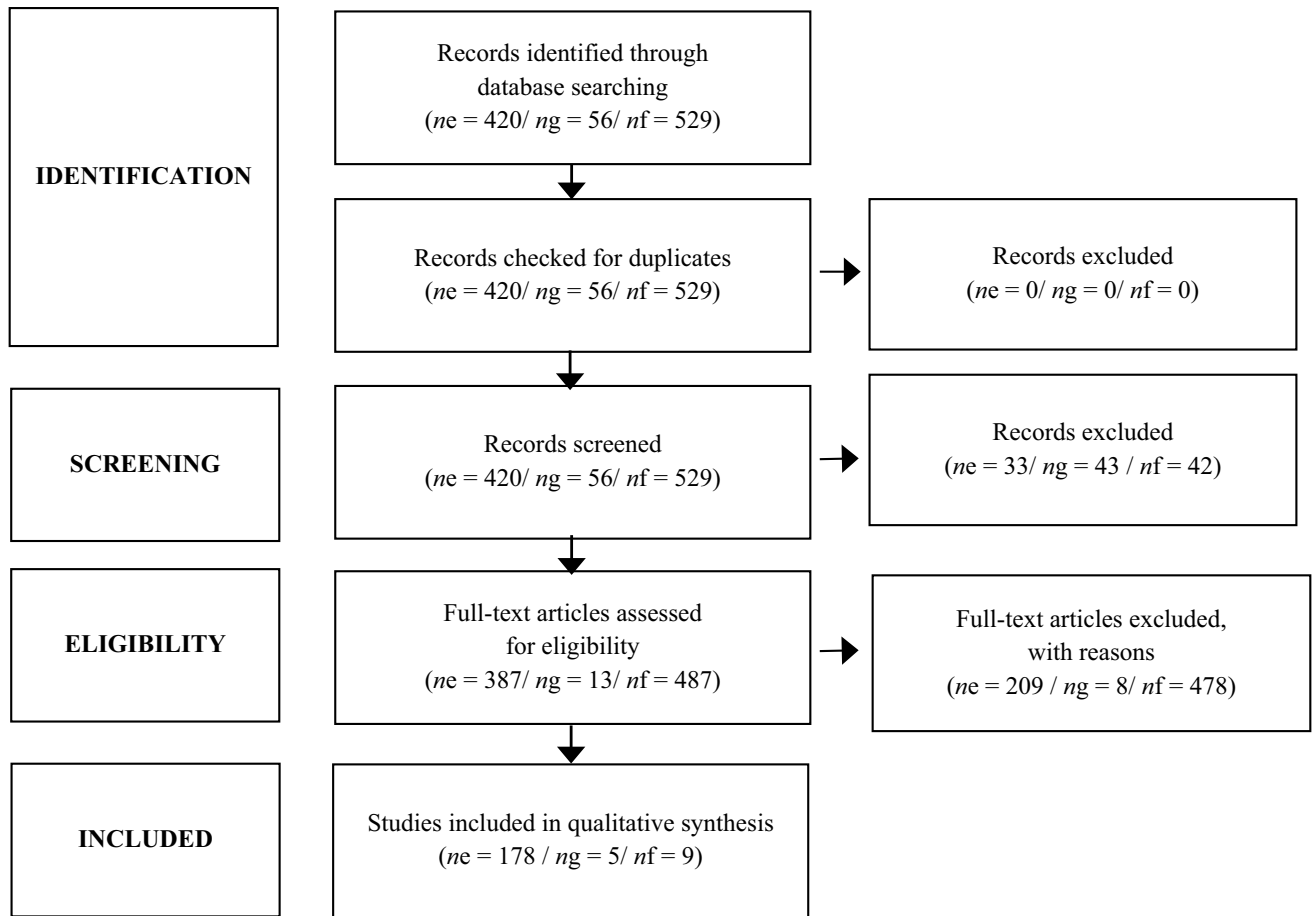 IDENTIFICATION
Records identified through
database searching
(ne = 420/ ng = 56/ nf = 529)
Records checked for duplicates
(ne = 420/ ng = 56/ nf = 529)
Records excluded
(ne = 0/ ng = 0/ nf = 0)
SCREENING
Records screened
(ne = 420/ ng = 56/ nf = 529)
Records excluded
(ne = 33/ ng = 43 / nf = 42)
ELIGIBILITY
Full-text articles assessed
for eligibility
(ne = 387/ ng = 13/ nf = 487)
Full-text articles excluded,
with reasons
(ne = 209 / ng = 8/ nf = 478)
INCLUDED
Studies included in qualitative synthesis
(ne = 178 / ng = 5/ nf = 9)